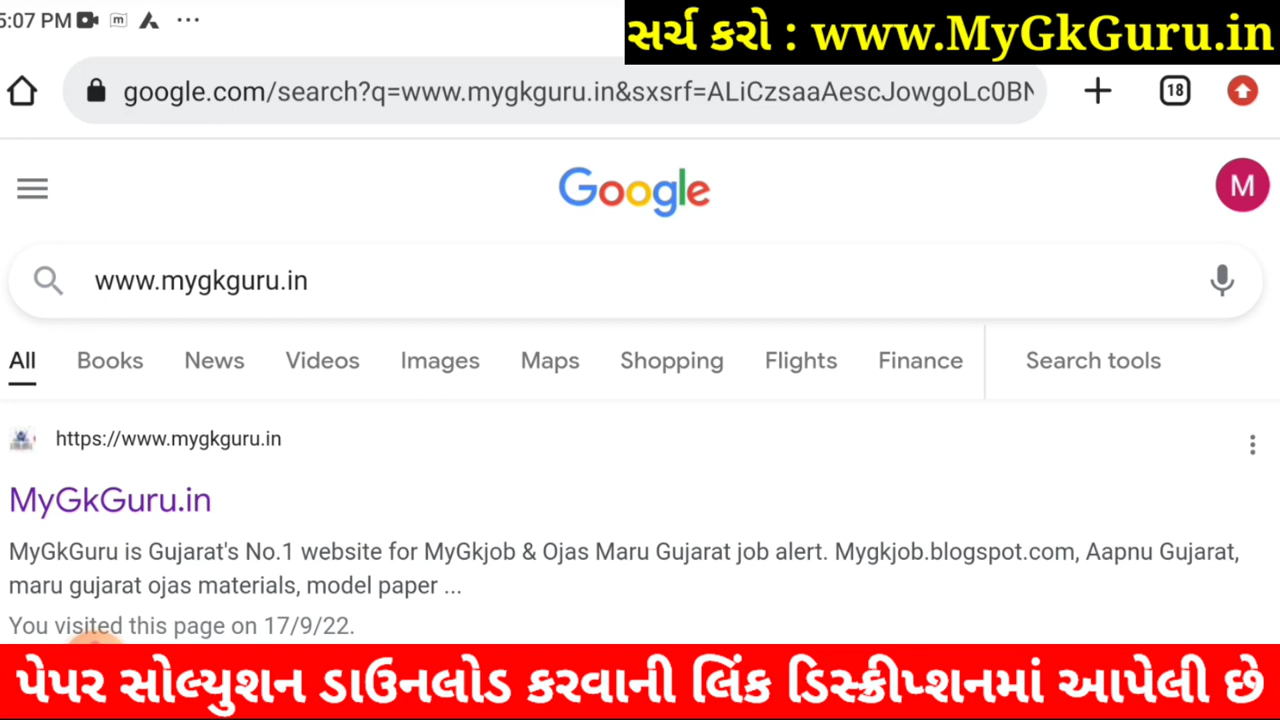 5:07 PM
સર્ચ કરો : www.MyGkGuru.in
google.com/search?q=www.mygkguru.in&sxsrf=ALiCzsaaAescJowgoLc0BN
18
Google
M
www.mygkguru.in
All Books News Videos Images Maps Shopping Flights Finance Search tools
https://www.mygkguru.in
MyGkGuru.in
MyGkGuru is Gujarat's No.1 website for MyGkjob & Ojas Maru Gujarat job alert. Mygkjob.blogspot.com, Aapnu Gujarat,
maru gujarat ojas materials, model paper ...
You visited this page on 17/9/22.
પેપર સોલ્યુશન ડાઉનલોડ કરવાની લિંક ડિસ્ક્રીપ્શનમાં આપેલી છે